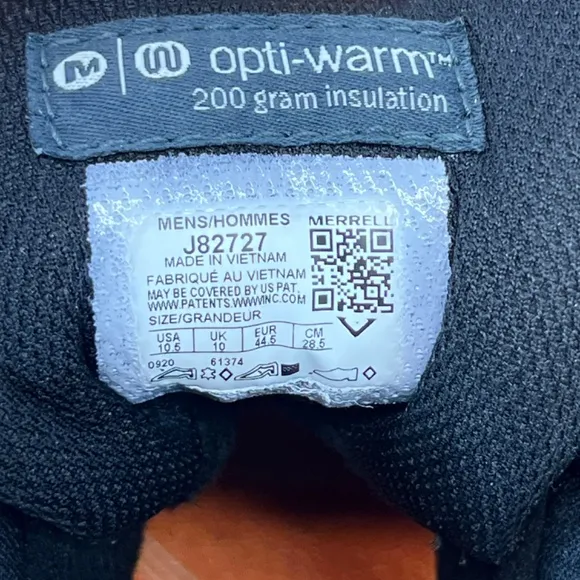 M opti-warm™
200 gram insulation
MENS/HOMMES MERRELL
J82727
MADE IN VIETNAM
FABRIQUÉ AU VIETNAM
MAY BE COVERED BY US PAT.
WWW.PATENTS.WWWINC.COM
SIZE/GRANDEUR
USA UK EUR CM
10.5 10 44.5 28.5
0920 61374